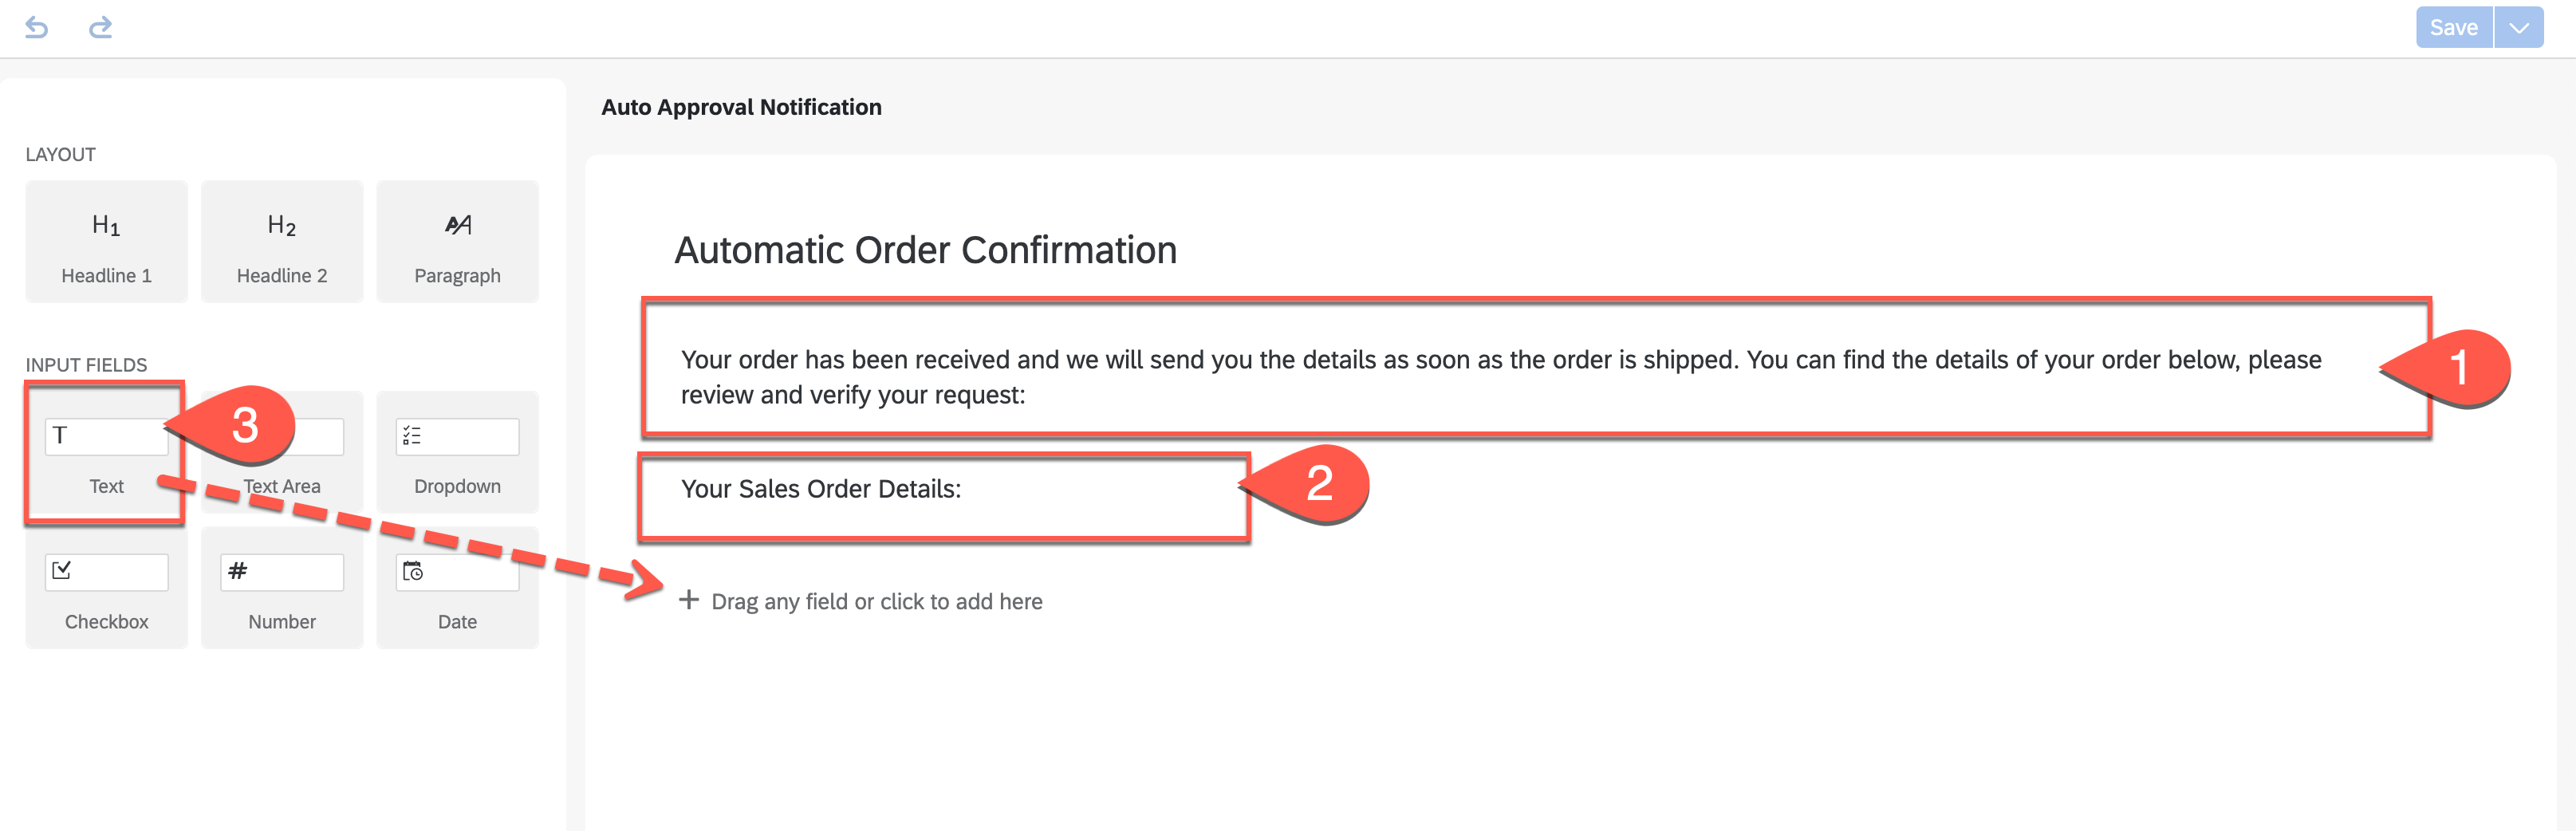 Save
Auto Approval Notification
LAYOUT
H1
H2
AA
Headline 1
Headline 2
Paragraph
Automatic Order Confirmation
Your order has been received and we will send you the details as soon as the order is shipped. You can find the details of your order below, please
review and verify your request:
1
INPUT FIELDS
T
3
Text
Text Area
Dropdown
Your Sales Order Details:
2
#
Checkbox
Number
Date
+ Drag any field or click to add here